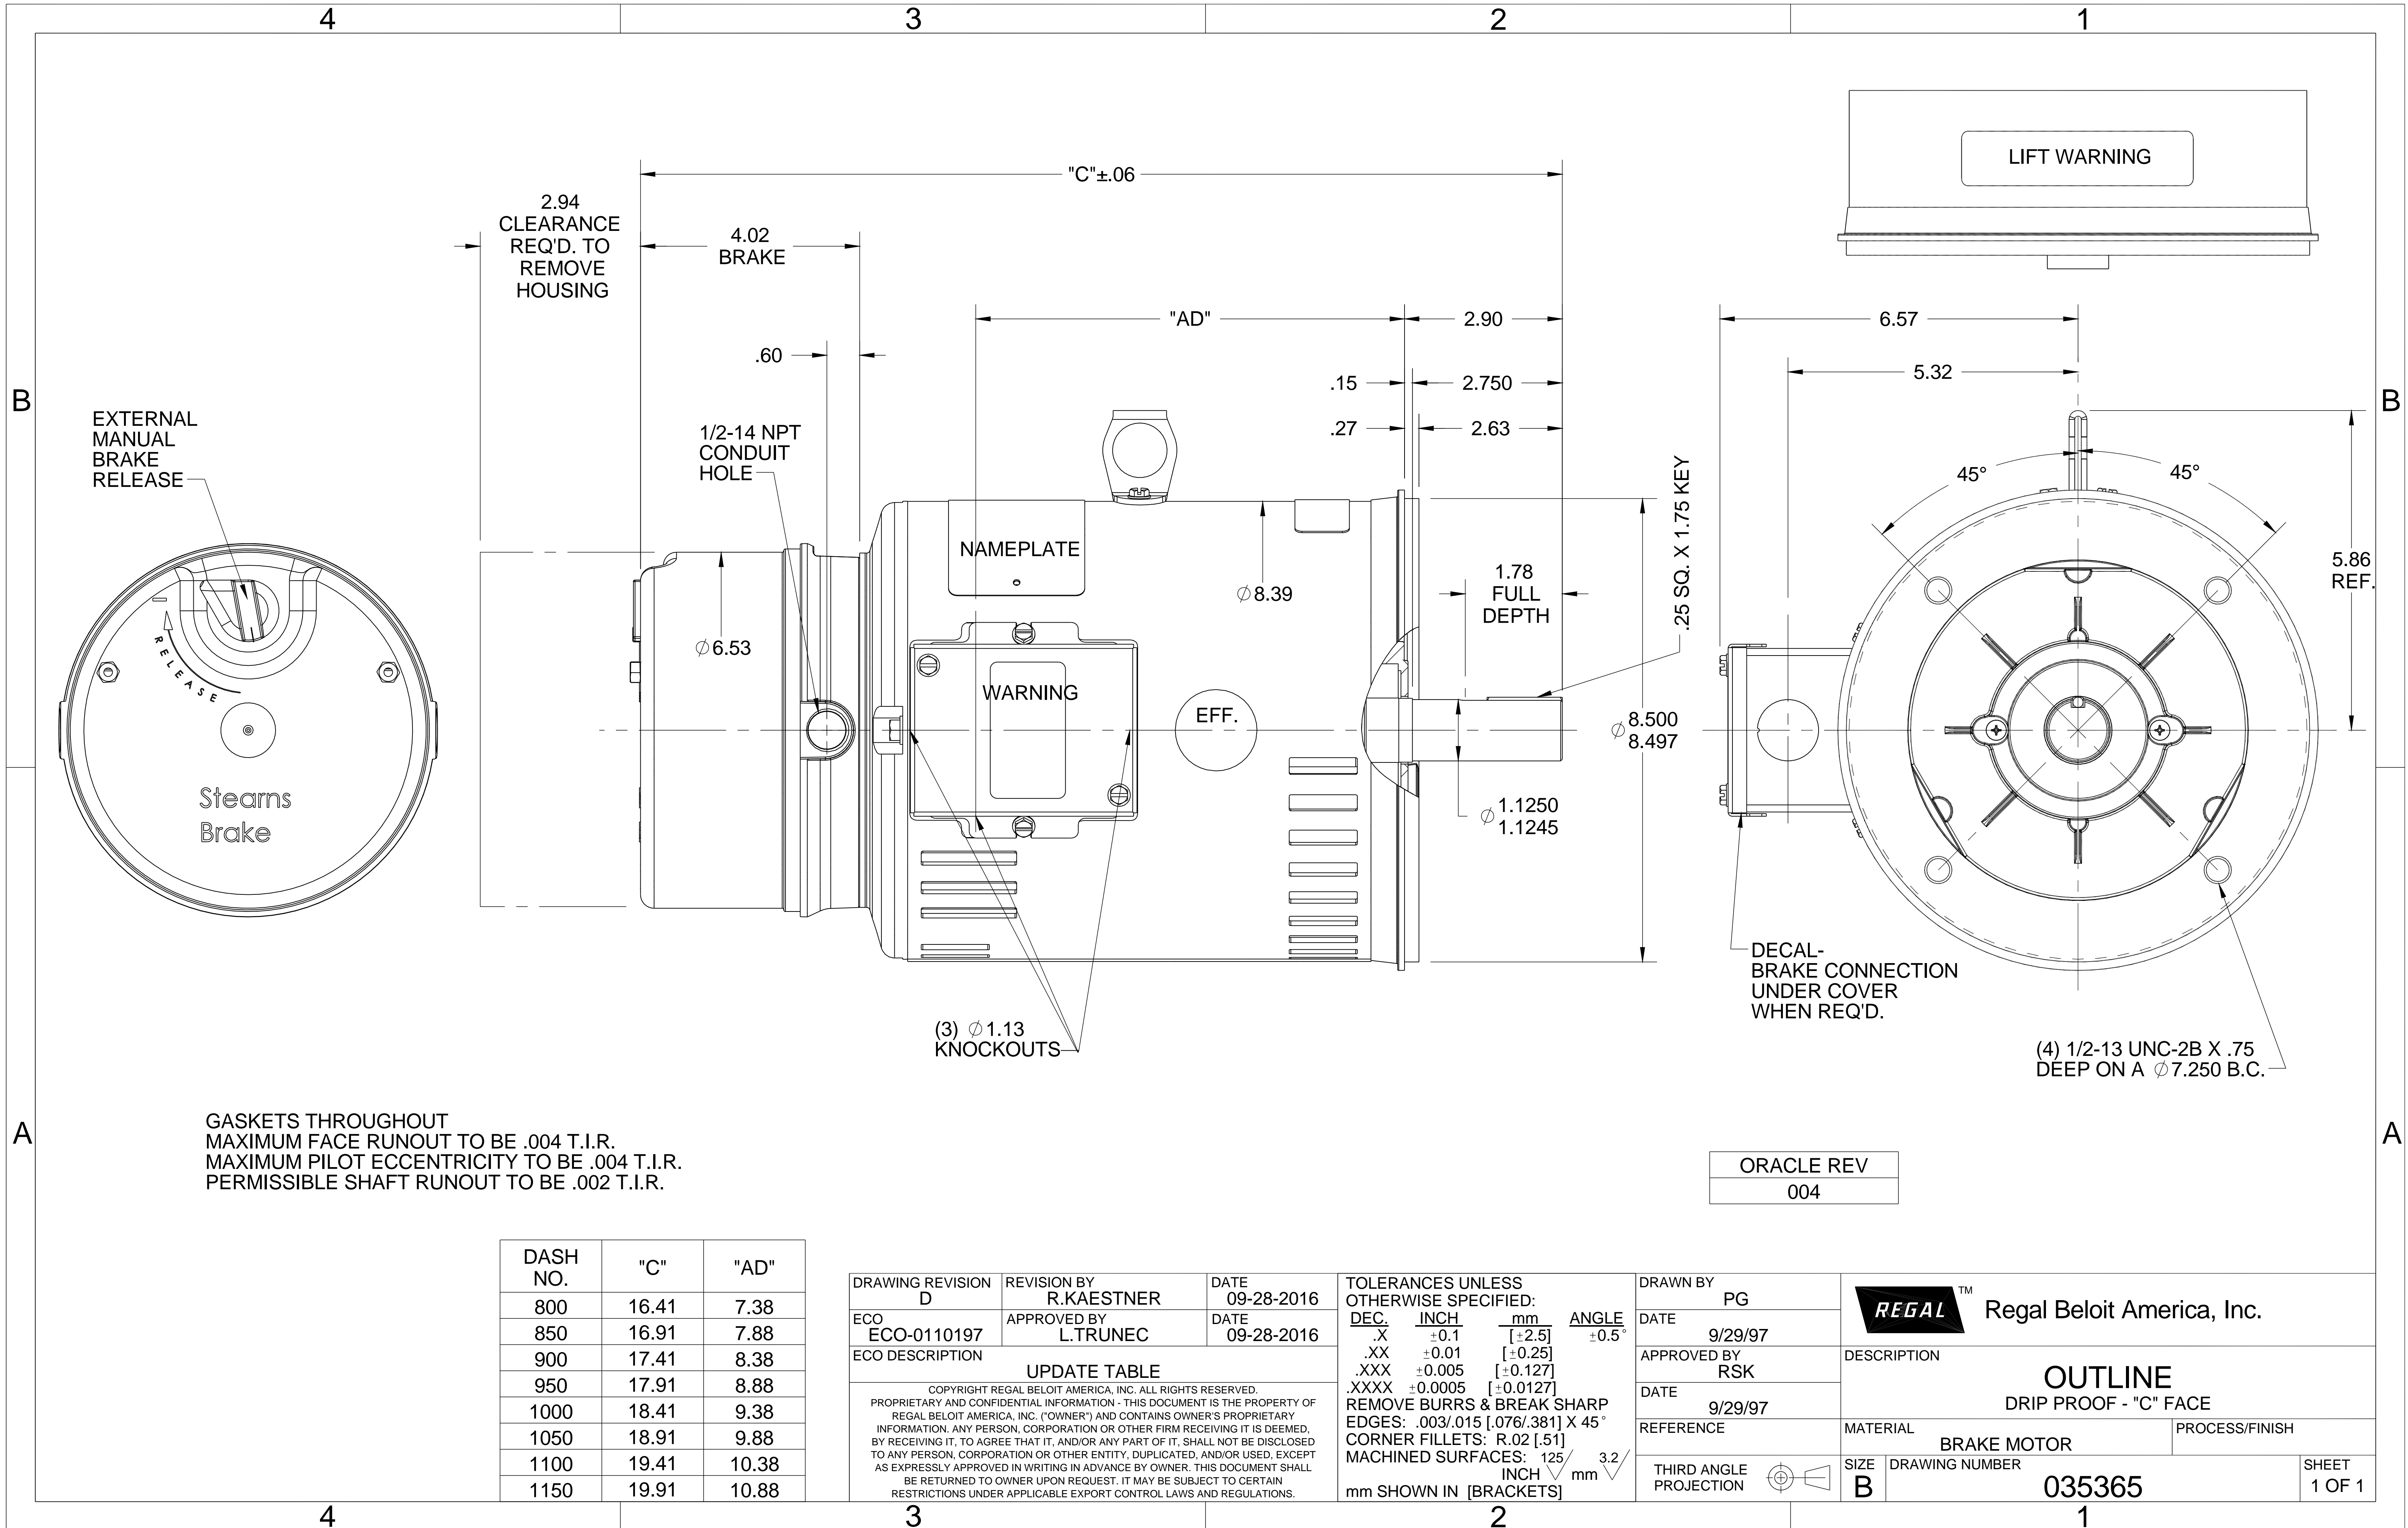 4
3
2
1
B
B
A
A
LIFT WARNING
"C"±.06
2.94
CLEARANCE
REQ'D. TO
REMOVE
HOUSING
4.02
BRAKE
"AD"
2.90
.60
.15
2.750
.27
2.63
6.57
5.32
EXTERNAL
MANUAL
BRAKE
RELEASE
1/2-14 NPT
CONDUIT
HOLE
.25 SQ. X 1.75 KEY
45°
45°
5.86
REF.
NAMEPLATE
∅8.39
1.78
FULL
DEPTH
∅6.53
RELEASE
WARNING
EFF.
∅ 8.500
8.497
∅ 1.1250
1.1245
Stearns
Brake
DECAL-
BRAKE CONNECTION
UNDER COVER
WHEN REQ'D.
(3) ∅1.13
KNOCKOUTS
(4) 1/2-13 UNC-2B X .75
DEEP ON A ∅7.250 B.C.
GASKETS THROUGHOUT
MAXIMUM FACE RUNOUT TO BE .004 T.I.R.
MAXIMUM PILOT ECCENTRICITY TO BE .004 T.I.R.
PERMISSIBLE SHAFT RUNOUT TO BE .002 T.I.R.
ORACLE REV
004
DASH NO. "C" "AD"
800 16.41 7.38
850 16.91 7.88
900 17.41 8.38
950 17.91 8.88
1000 18.41 9.38
1050 18.91 9.88
1100 19.41 10.38
1150 19.91 10.88
DRAWING REVISION REVISION BY DATE
D R.KAESTNER 09-28-2016
ECO APPROVED BY DATE
ECO-0110197 L.TRUNEC 09-28-2016
ECO DESCRIPTION
UPDATE TABLE
COPYRIGHT REGAL BELOIT AMERICA, INC. ALL RIGHTS RESERVED.
PROPRIETARY AND CONFIDENTIAL INFORMATION - THIS DOCUMENT IS THE PROPERTY OF
REGAL BELOIT AMERICA, INC. ("OWNER") AND CONTAINS OWNER'S PROPRIETARY
INFORMATION. ANY PERSON, CORPORATION OR OTHER FIRM RECEIVING IT IS DEEMED,
BY RECEIVING IT, TO AGREE THAT IT, AND/OR ANY PART OF IT, SHALL NOT BE DISCLOSED
TO ANY PERSON, CORPORATION OR OTHER ENTITY, DUPLICATED, AND/OR USED, EXCEPT
AS EXPRESSLY APPROVED IN WRITING IN ADVANCE BY OWNER. THIS DOCUMENT SHALL
BE RETURNED TO OWNER UPON REQUEST. IT MAY BE SUBJECT TO CERTAIN
RESTRICTIONS UNDER APPLICABLE EXPORT CONTROL LAWS AND REGULATIONS.
TOLERANCES UNLESS
OTHERWISE SPECIFIED:
DEC. INCH mm ANGLE
.X ±0.1 [±2.5] ±0.5°
.XX ±0.01 [±0.25]
.XXX ±0.005 [±0.127]
.XXXX ±0.0005 [±0.0127]
REMOVE BURRS & BREAK SHARP
EDGES: .003/.015 [.076/.381] X 45°
CORNER FILLETS: R.02 [.51]
MACHINED SURFACES: 125 3.2
INCH mm
mm SHOWN IN [BRACKETS]
DRAWN BY
PG
DATE
9/29/97
APPROVED BY
RSK
DATE
9/29/97
REFERENCE
THIRD ANGLE
PROJECTION
REGAL ™ Regal Beloit America, Inc.
DESCRIPTION
OUTLINE
DRIP PROOF - "C" FACE
MATERIAL PROCESS/FINISH
BRAKE MOTOR
SIZE DRAWING NUMBER SHEET
B 035365 1 OF 1
4
3
2
1